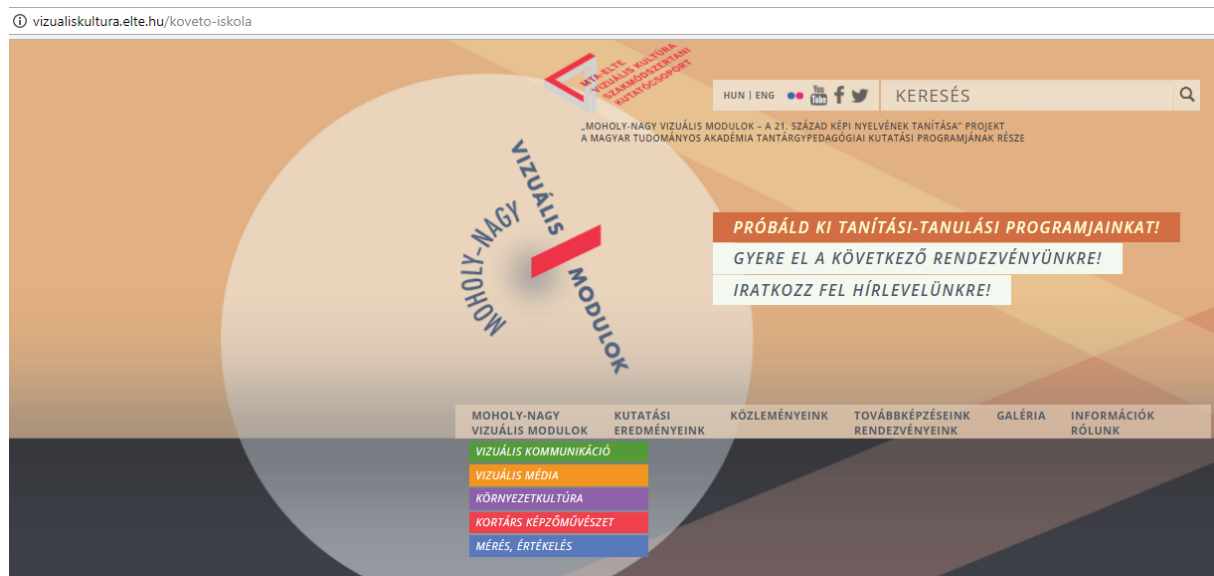 vizualiskultura.elte.hu/koveto-iskola
MTA-ELTE
VIZUÁLIS KULTÚRA
SZAKMÓDSZERTANI
KUTATÓCSOPORT
HUN | ENG
You
Tube
KERESÉS
„MOHOLY-NAGY VIZUÁLIS MODULOK – A 21. SZÁZAD KÉPI NYELVÉNEK TANÍTÁSA” PROJEKT
A MAGYAR TUDOMÁNYOS AKADÉMIA TANTÁRGYPEDAGÓGIAI KUTATÁSI PROGRAMJÁNAK RÉSZE
MOHOLY-NAGY
VIZUÁLIS
MODULOK
PRÓBÁLD KI TANÍTÁSI-TANULÁSI PROGRAMJAINKAT!
GYERE EL A KÖVETKEZŐ RENDEZVÉNYÜNKRE!
IRATKOZZ FEL HÍRLEVELÜNKRE!
MOHOLY-NAGY
VIZUÁLIS MODULOK
KUTATÁSI
EREDMÉNYEINK
KÖZLEMÉNYEINK
TOVÁBBKÉPZÉSEINK
RENDEZVÉNYEINK
GALÉRIA
INFORMÁCIÓK
RÓLUNK
VIZUÁLIS KOMMUNIKÁCIÓ
VIZUÁLIS MÉDIA
KÖRNYEZETKULTÚRA
KORTÁRS KÉPZŐMŰVÉSZET
MÉRÉS, ÉRTÉKELÉS